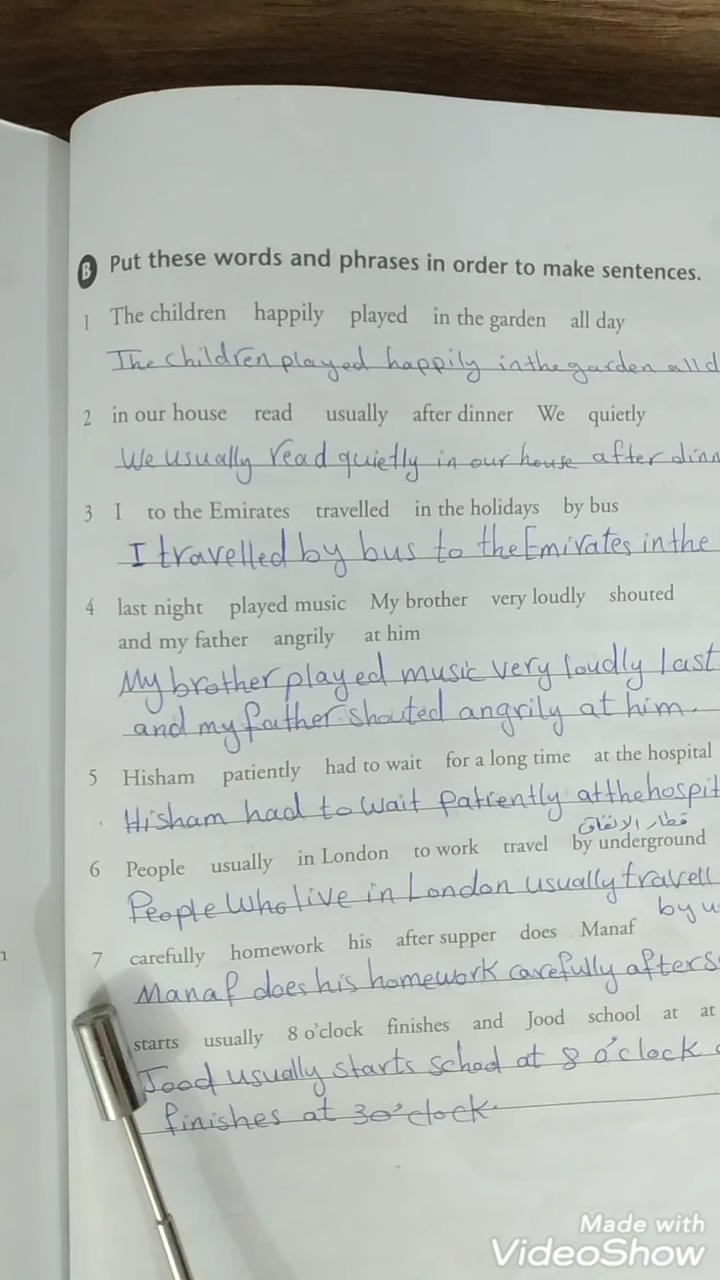 B Put these words and phrases in order to make sentences.
1 The children happily played in the garden all day
The children played happily in the garden all d
2 in our house read usually after dinner We quietly
We usually read quietly in our house after dinn
3 I to the Emirates travelled in the holidays by bus
I travelled by bus to the Emirates in the
4 last night played music My brother very loudly shouted
and my father angrily at him
My brother played music very loudly last
and my father shouted angrily at him.
5 Hisham patiently had to wait for a long time at the hospital
Hisham had to wait patiently at the hospit
قطار الانفاق
6 People usually in London to work travel by underground
People who live in London usually travell
by u
7 carefully homework his after supper does Manaf
Manaf does his homework carefully after s
starts usually 8 o'clock finishes and Jood school at at
Jood usually starts school at 8 o'clock a
finishes at 3 o'clock.
Made with
VideoShow